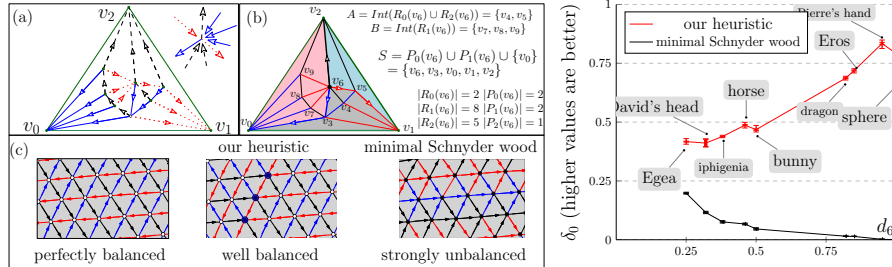 (a)
v2
v0
v1
(b)
v2
v9
v6
v8
v5
v7
v4
v3
v0
v1
A = Int(R0(v6) ∪ R2(v6)) = {v4, v5}
B = Int(R1(v6)) = {v7, v8, v9}
S = P0(v6) ∪ P1(v6) ∪ {v0}
= {v6, v3, v0, v1, v2}
|R0(v6)| = 2 |P0(v6)| = 2
|R1(v6)| = 8 |P1(v6)| = 2
|R2(v6)| = 5 |P2(v6)| = 1
(c)
our heuristic
minimal Schnyder wood
perfectly balanced
well balanced
strongly unbalanced
δ0 (higher values are better)
1
0.75
0.5
0.25
0
0.25
0.5
0.75
d6
our heuristic
minimal Schnyder wood
Pierre's hand
Eros
dragon
sphere
horse
David's head
Egea
iphigenia
bunny